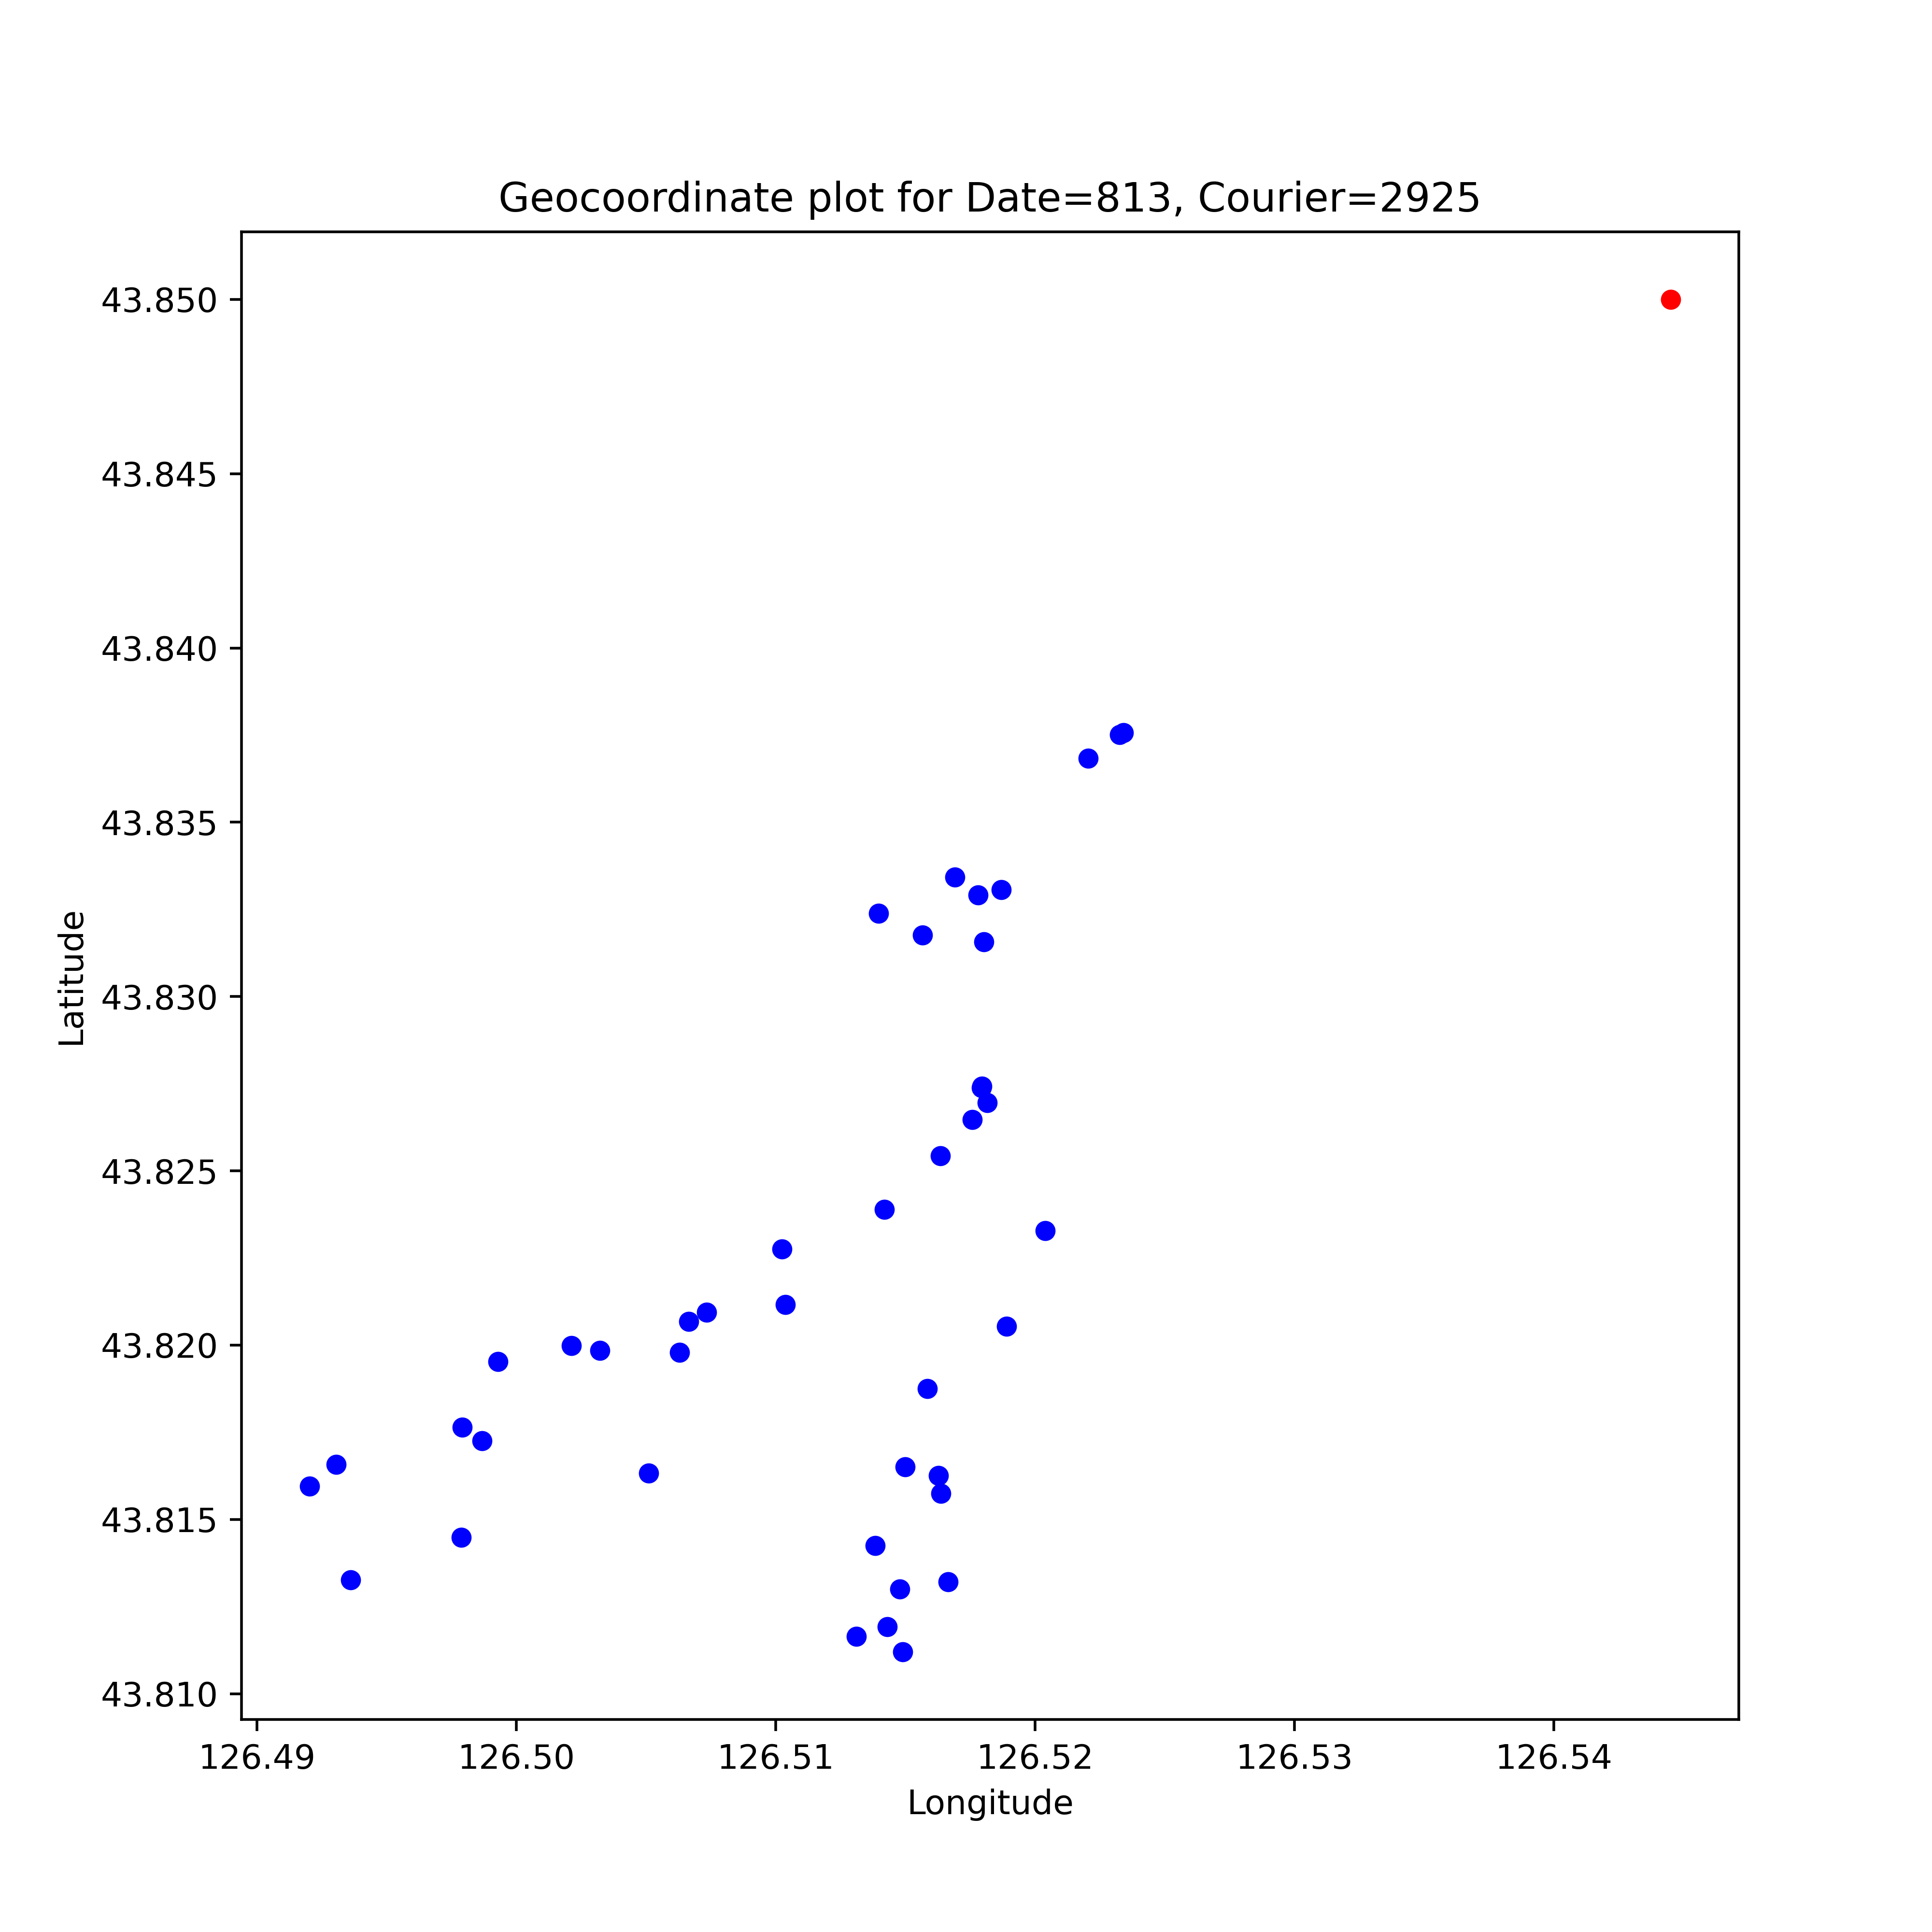 Geocoordinate plot for Date=813, Courier=2925
43.850
43.845
43.840
43.835
43.830
43.825
43.820
43.815
43.810
Latitude
126.49 126.50 126.51 126.52 126.53 126.54
Longitude